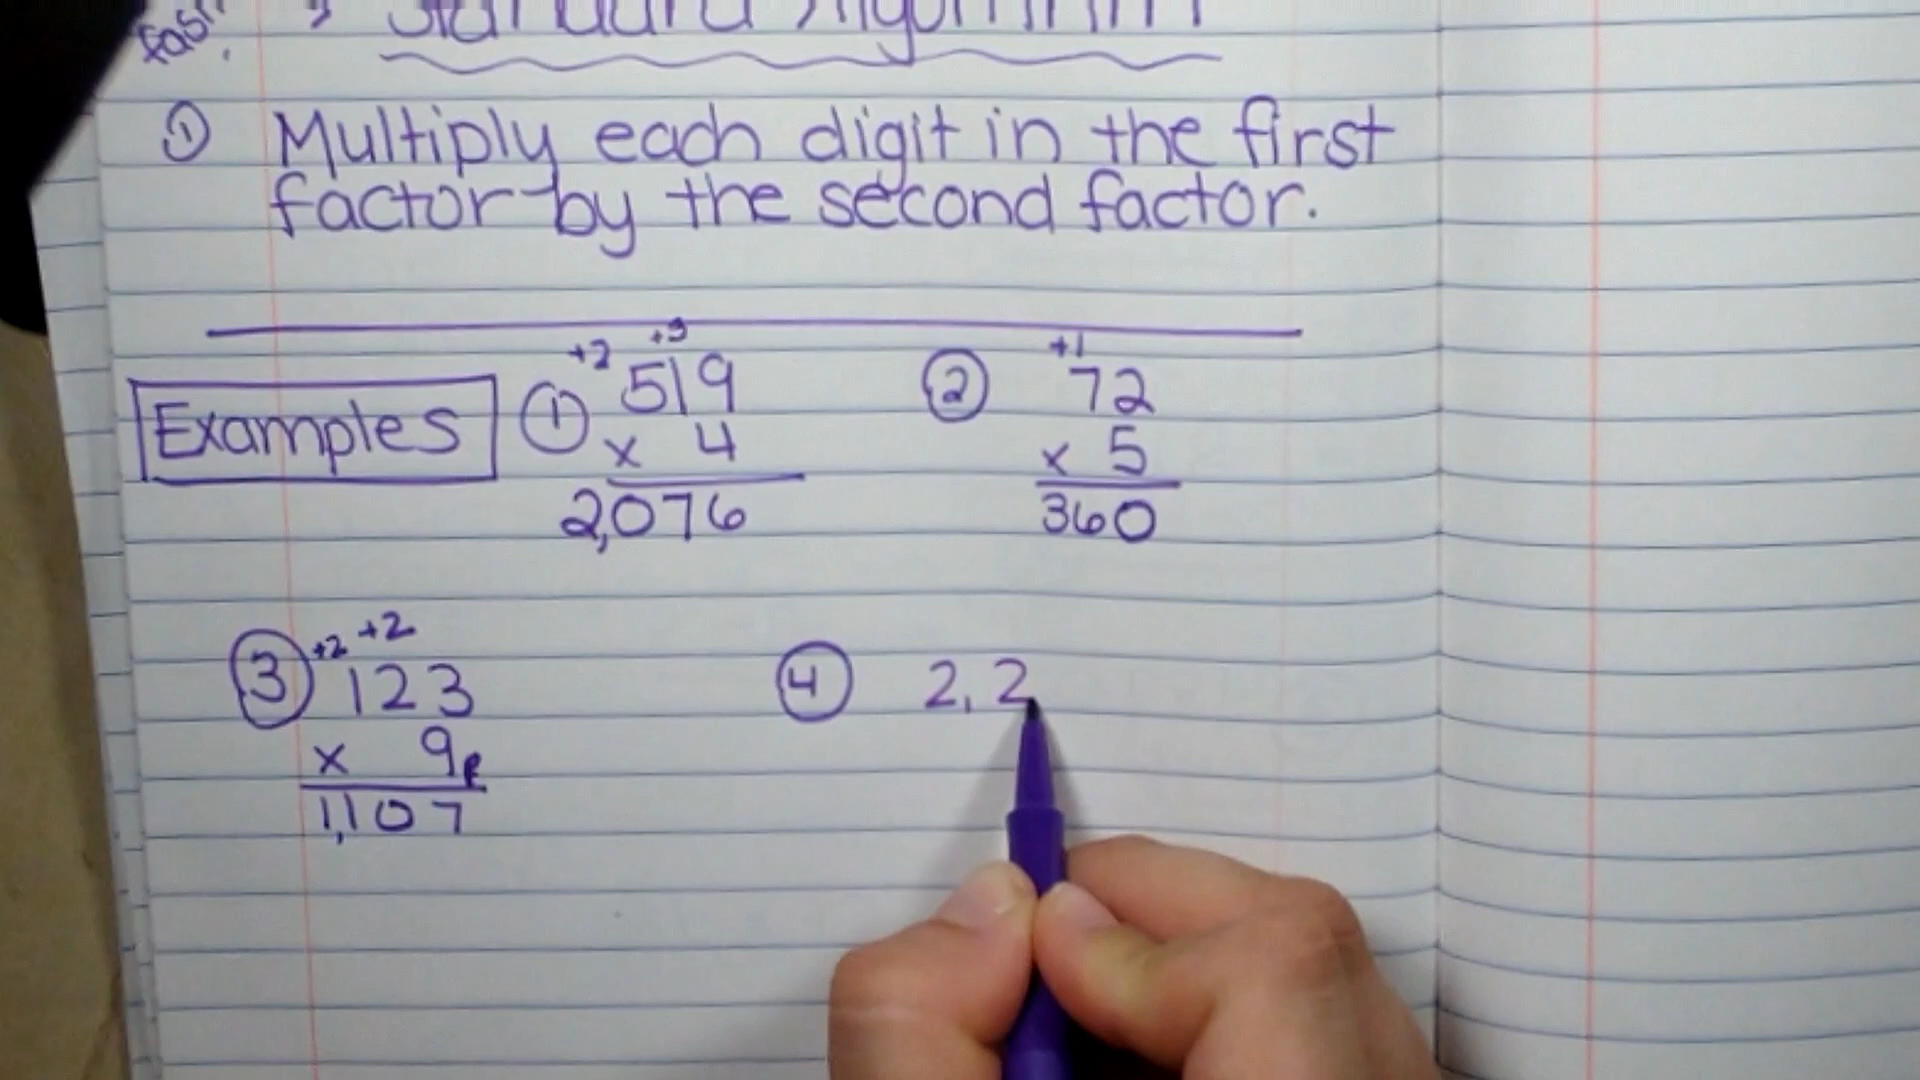 fast!
Standard Algorithm
① Multiply each digit in the first
factor by the second factor.
Examples
① +2 +3
519
x 4
2,076
② +1
72
x 5
360
③ +2 +2
123
x 9
1,107
④ 2,2